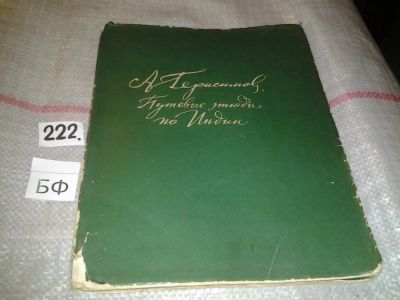 А. Герасимов.
Путевые этюды
по Индии
222.
БФ